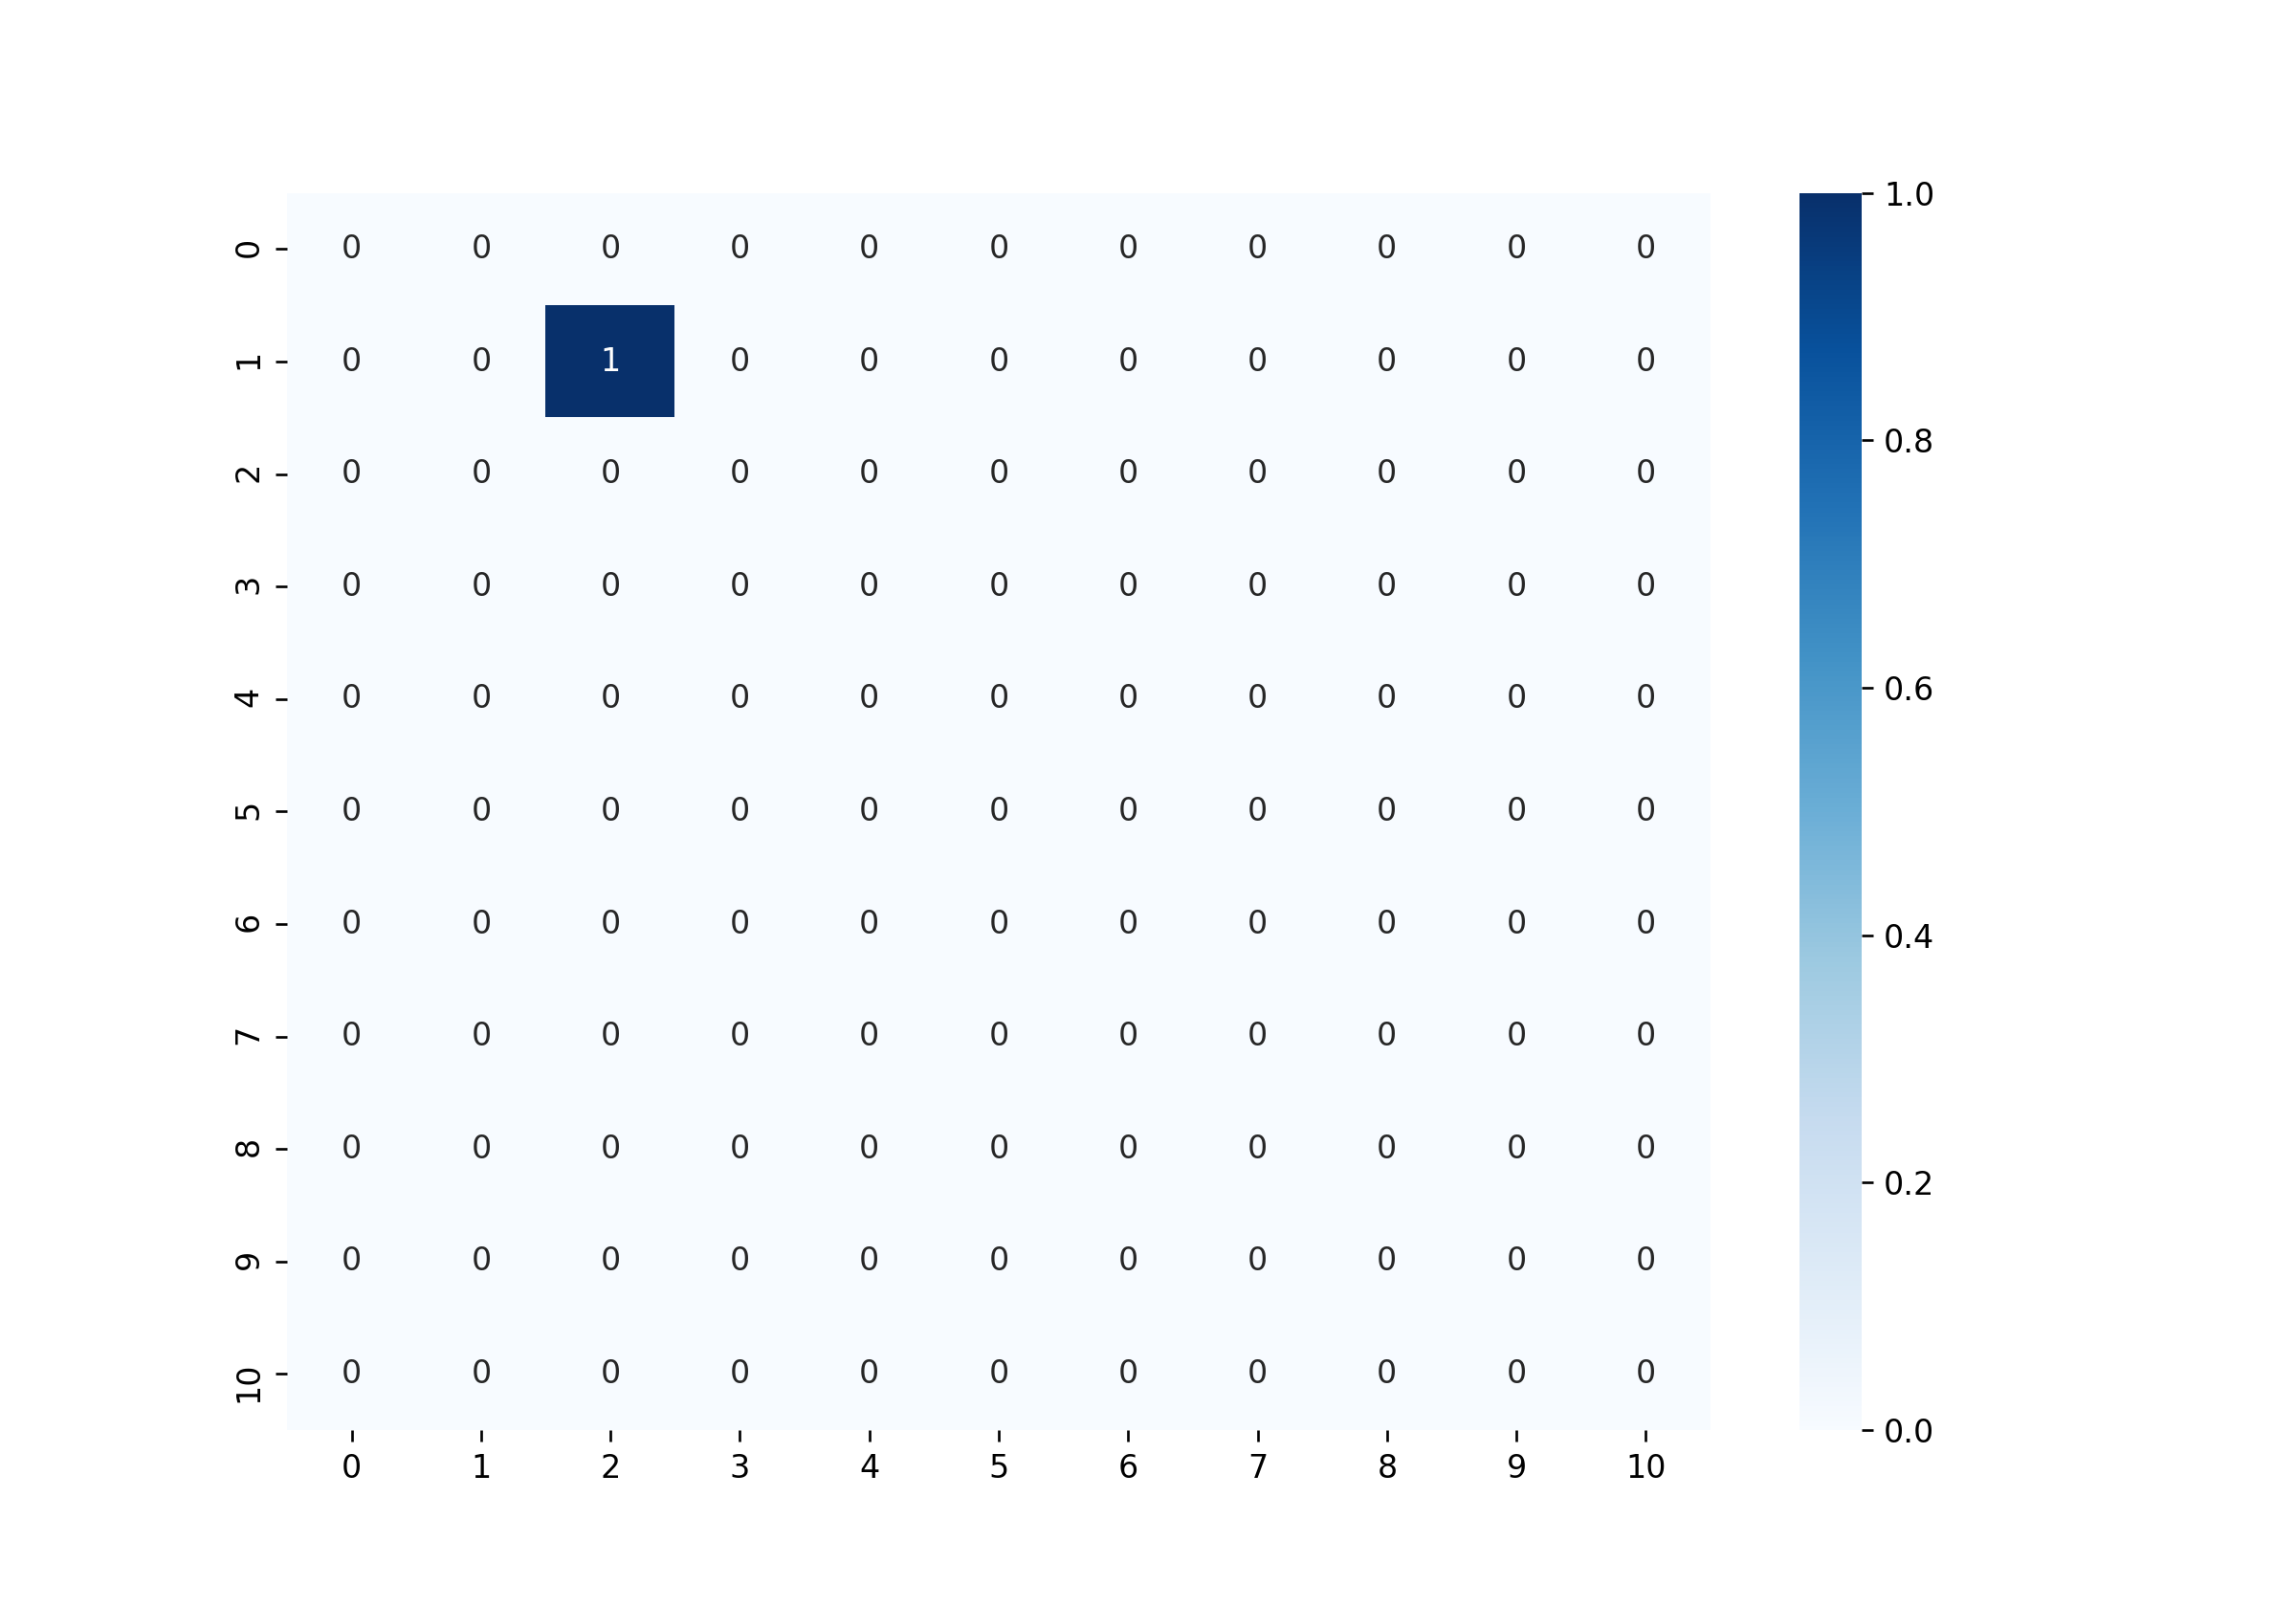 1.0
0 0 0 0 0 0 0 0 0 0 0 0
1 0 0 1 0 0 0 0 0 0 0 0
0.8
2 0 0 0 0 0 0 0 0 0 0 0
3 0 0 0 0 0 0 0 0 0 0 0
0.6
4 0 0 0 0 0 0 0 0 0 0 0
5 0 0 0 0 0 0 0 0 0 0 0
6 0 0 0 0 0 0 0 0 0 0 0
0.4
7 0 0 0 0 0 0 0 0 0 0 0
8 0 0 0 0 0 0 0 0 0 0 0
0.2
9 0 0 0 0 0 0 0 0 0 0 0
10 0 0 0 0 0 0 0 0 0 0 0
0.0
0 1 2 3 4 5 6 7 8 9 10